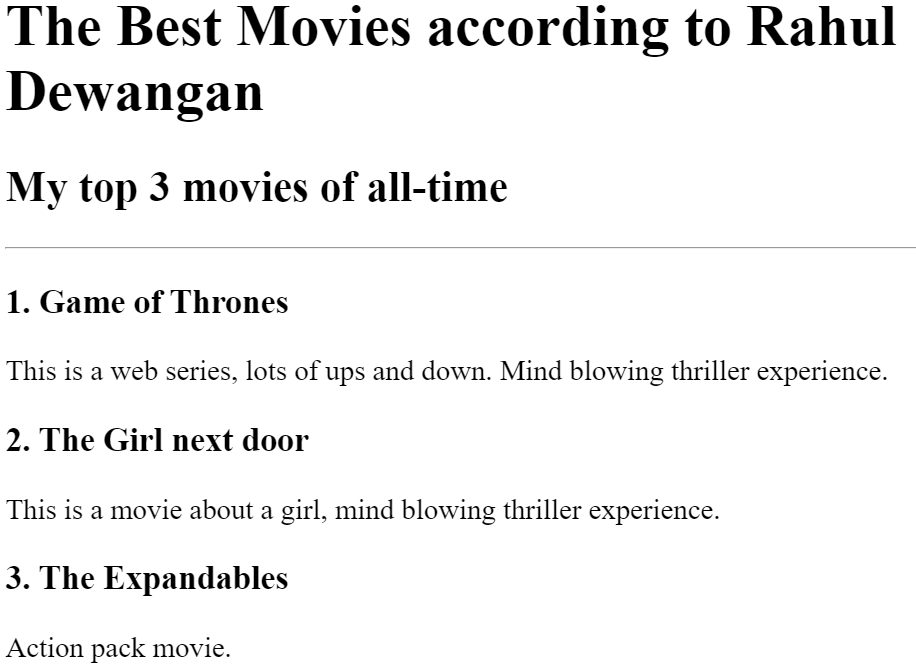 The Best Movies according to Rahul
Dewangan
My top 3 movies of all-time
1. Game of Thrones
This is a web series, lots of ups and down. Mind blowing thriller experience.
2. The Girl next door
This is a movie about a girl, mind blowing thriller experience.
3. The Expandables
Action pack movie.